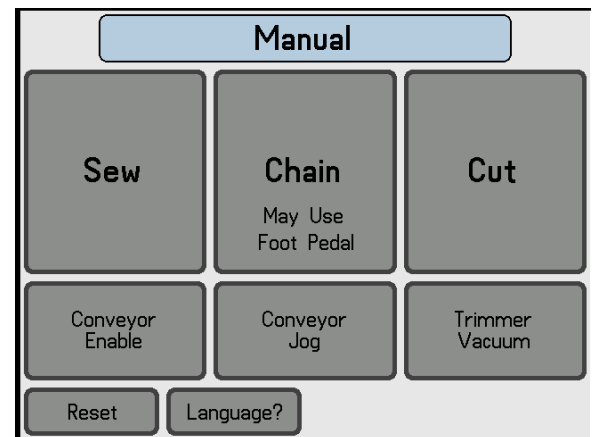 Manual
Sew
Chain
May Use
Foot Pedal
Cut
Conveyor
Enable
Conveyor
Jog
Trimmer
Vacuum
Reset
Language?